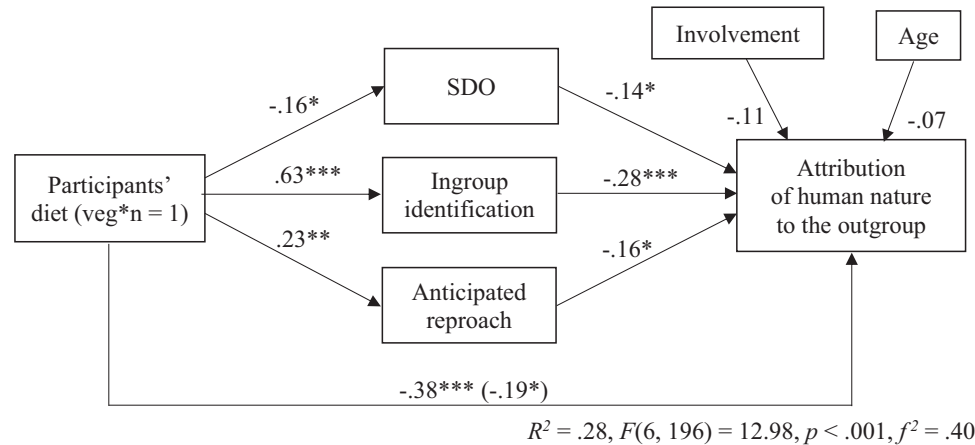 Involvement
Age
-.16*
SDO
-.14*
-.11
-.07
Participants’
diet (veg*n = 1)
.63***
Ingroup
identification
-.28***
Attribution
of human nature
to the outgroup
.23**
Anticipated
reproach
-.16*
-.38*** (-.19*)
R² = .28, F(6, 196) = 12.98, p < .001, f² = .40